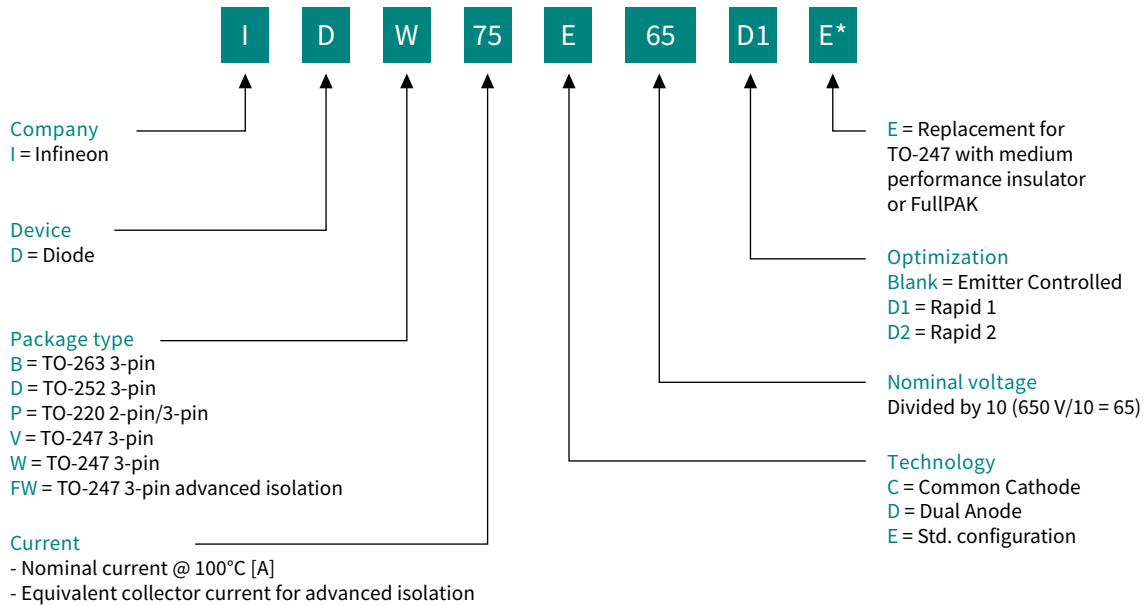 I D W 75 E 65 D1 E*
Company
I = Infineon
Device
D = Diode
Package type
B = TO-263 3-pin
D = TO-252 3-pin
P = TO-220 2-pin/3-pin
V = TO-247 3-pin
W = TO-247 3-pin
FW = TO-247 3-pin advanced isolation
Current
- Nominal current @ 100°C [A]
- Equivalent collector current for advanced isolation
E = Replacement for
TO-247 with medium
performance insulator
or FullPAK
Optimization
Blank = Emitter Controlled
D1 = Rapid 1
D2 = Rapid 2
Nominal voltage
Divided by 10 (650 V/10 = 65)
Technology
C = Common Cathode
D = Dual Anode
E = Std. configuration